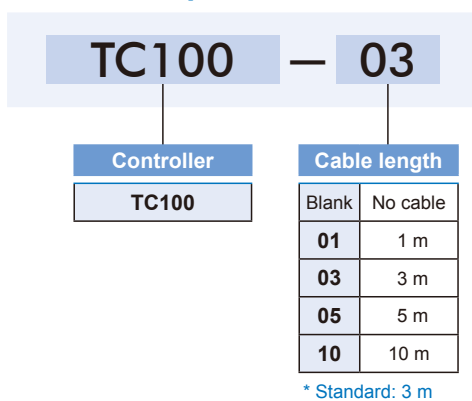 TC100 — 03
Controller
TC100
Cable length
Blank No cable
01 1 m
03 3 m
05 5 m
10 10 m
* Standard: 3 m